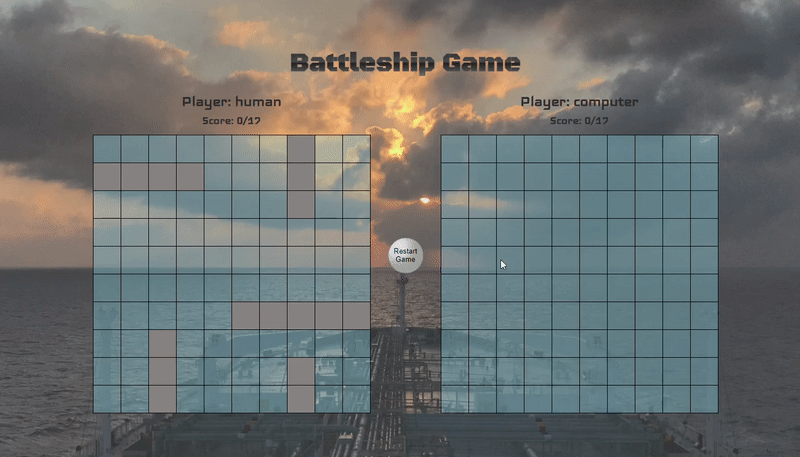 Battleship Game
Player: human
Score: 0/17
Player: computer
Score: 0/17
Restart
Game